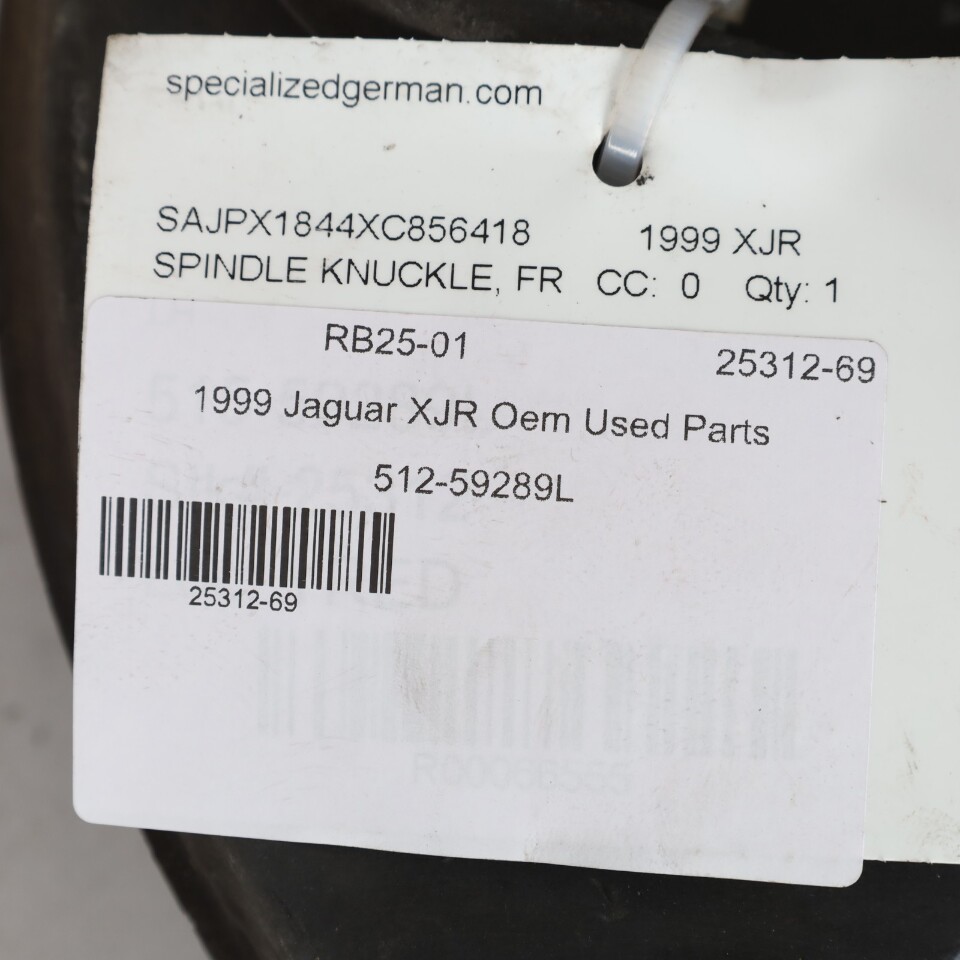 specializedgerman.com
SAJPX1844XC856418 1999 XJR
SPINDLE KNUCKLE, FR CC: 0 Qty: 1
RB25-01 25312-69
1999 Jaguar XJR Oem Used Parts
512-59289L
25312-69